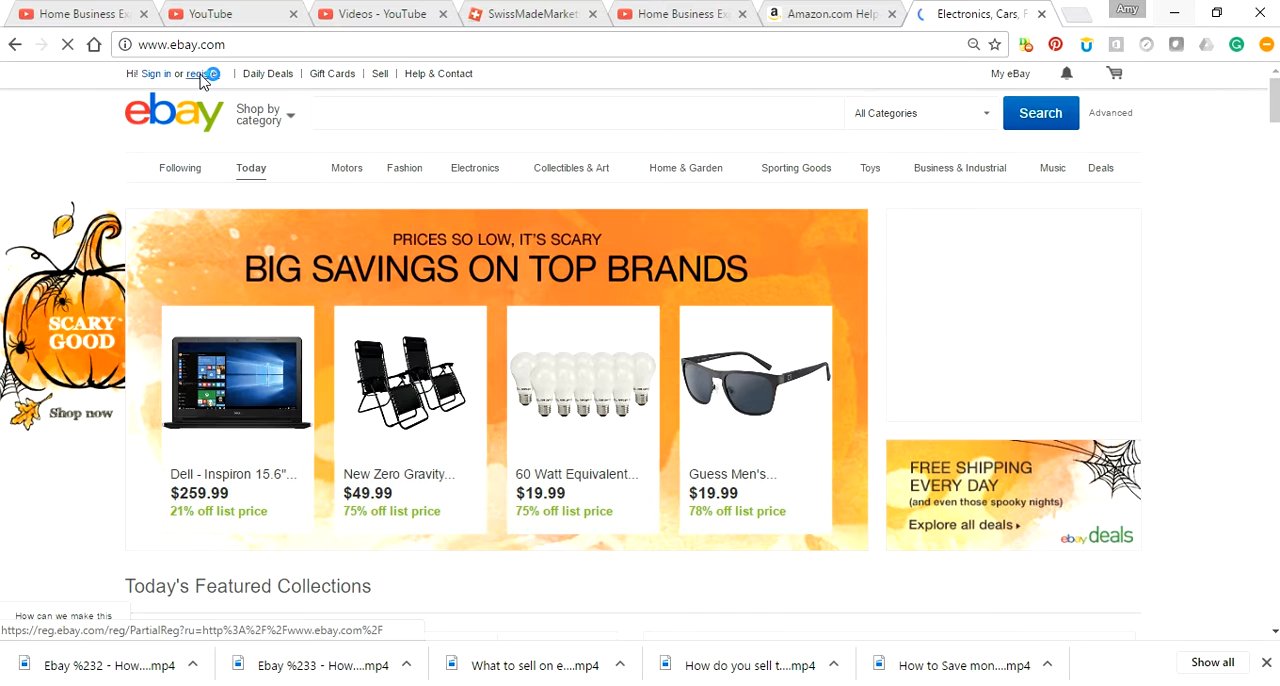 Home Business Ex
YouTube
Videos - YouTube
SwissMadeMarket
Home Business Ex
Amazon.com Help
Electronics, Cars, F
Amy
www.ebay.com
Hi! Sign in or
Daily Deals
Gift Cards
Sell
Help & Contact
My eBay
ebay
Shop by
category
All Categories
Search
Advanced
Following
Today
Motors
Fashion
Electronics
Collectibles & Art
Home & Garden
Sporting Goods
Toys
Business & Industrial
Music
Deals
PRICES SO LOW, IT'S SCARY
BIG SAVINGS ON TOP BRANDS
SCARY
GOOD
Shop now
Dell - Inspiron 15.6"...
$259.99
21% off list price
New Zero Gravity...
$49.99
75% off list price
60 Watt Equivalent...
$19.99
75% off list price
Guess Men's...
$19.99
78% off list price
FREE SHIPPING
EVERY DAY
(and even those spooky nights)
Explore all deals
ebay deals
Today's Featured Collections
How can we make this
https://reg.ebay.com/reg/PartialReg?ru=http%3A%2F%2Fwww.ebay.com%2F
Ebay %232 - How....mp4
Ebay %233 - How....mp4
What to sell on e....mp4
How do you sell t....mp4
How to Save mon....mp4
Show all